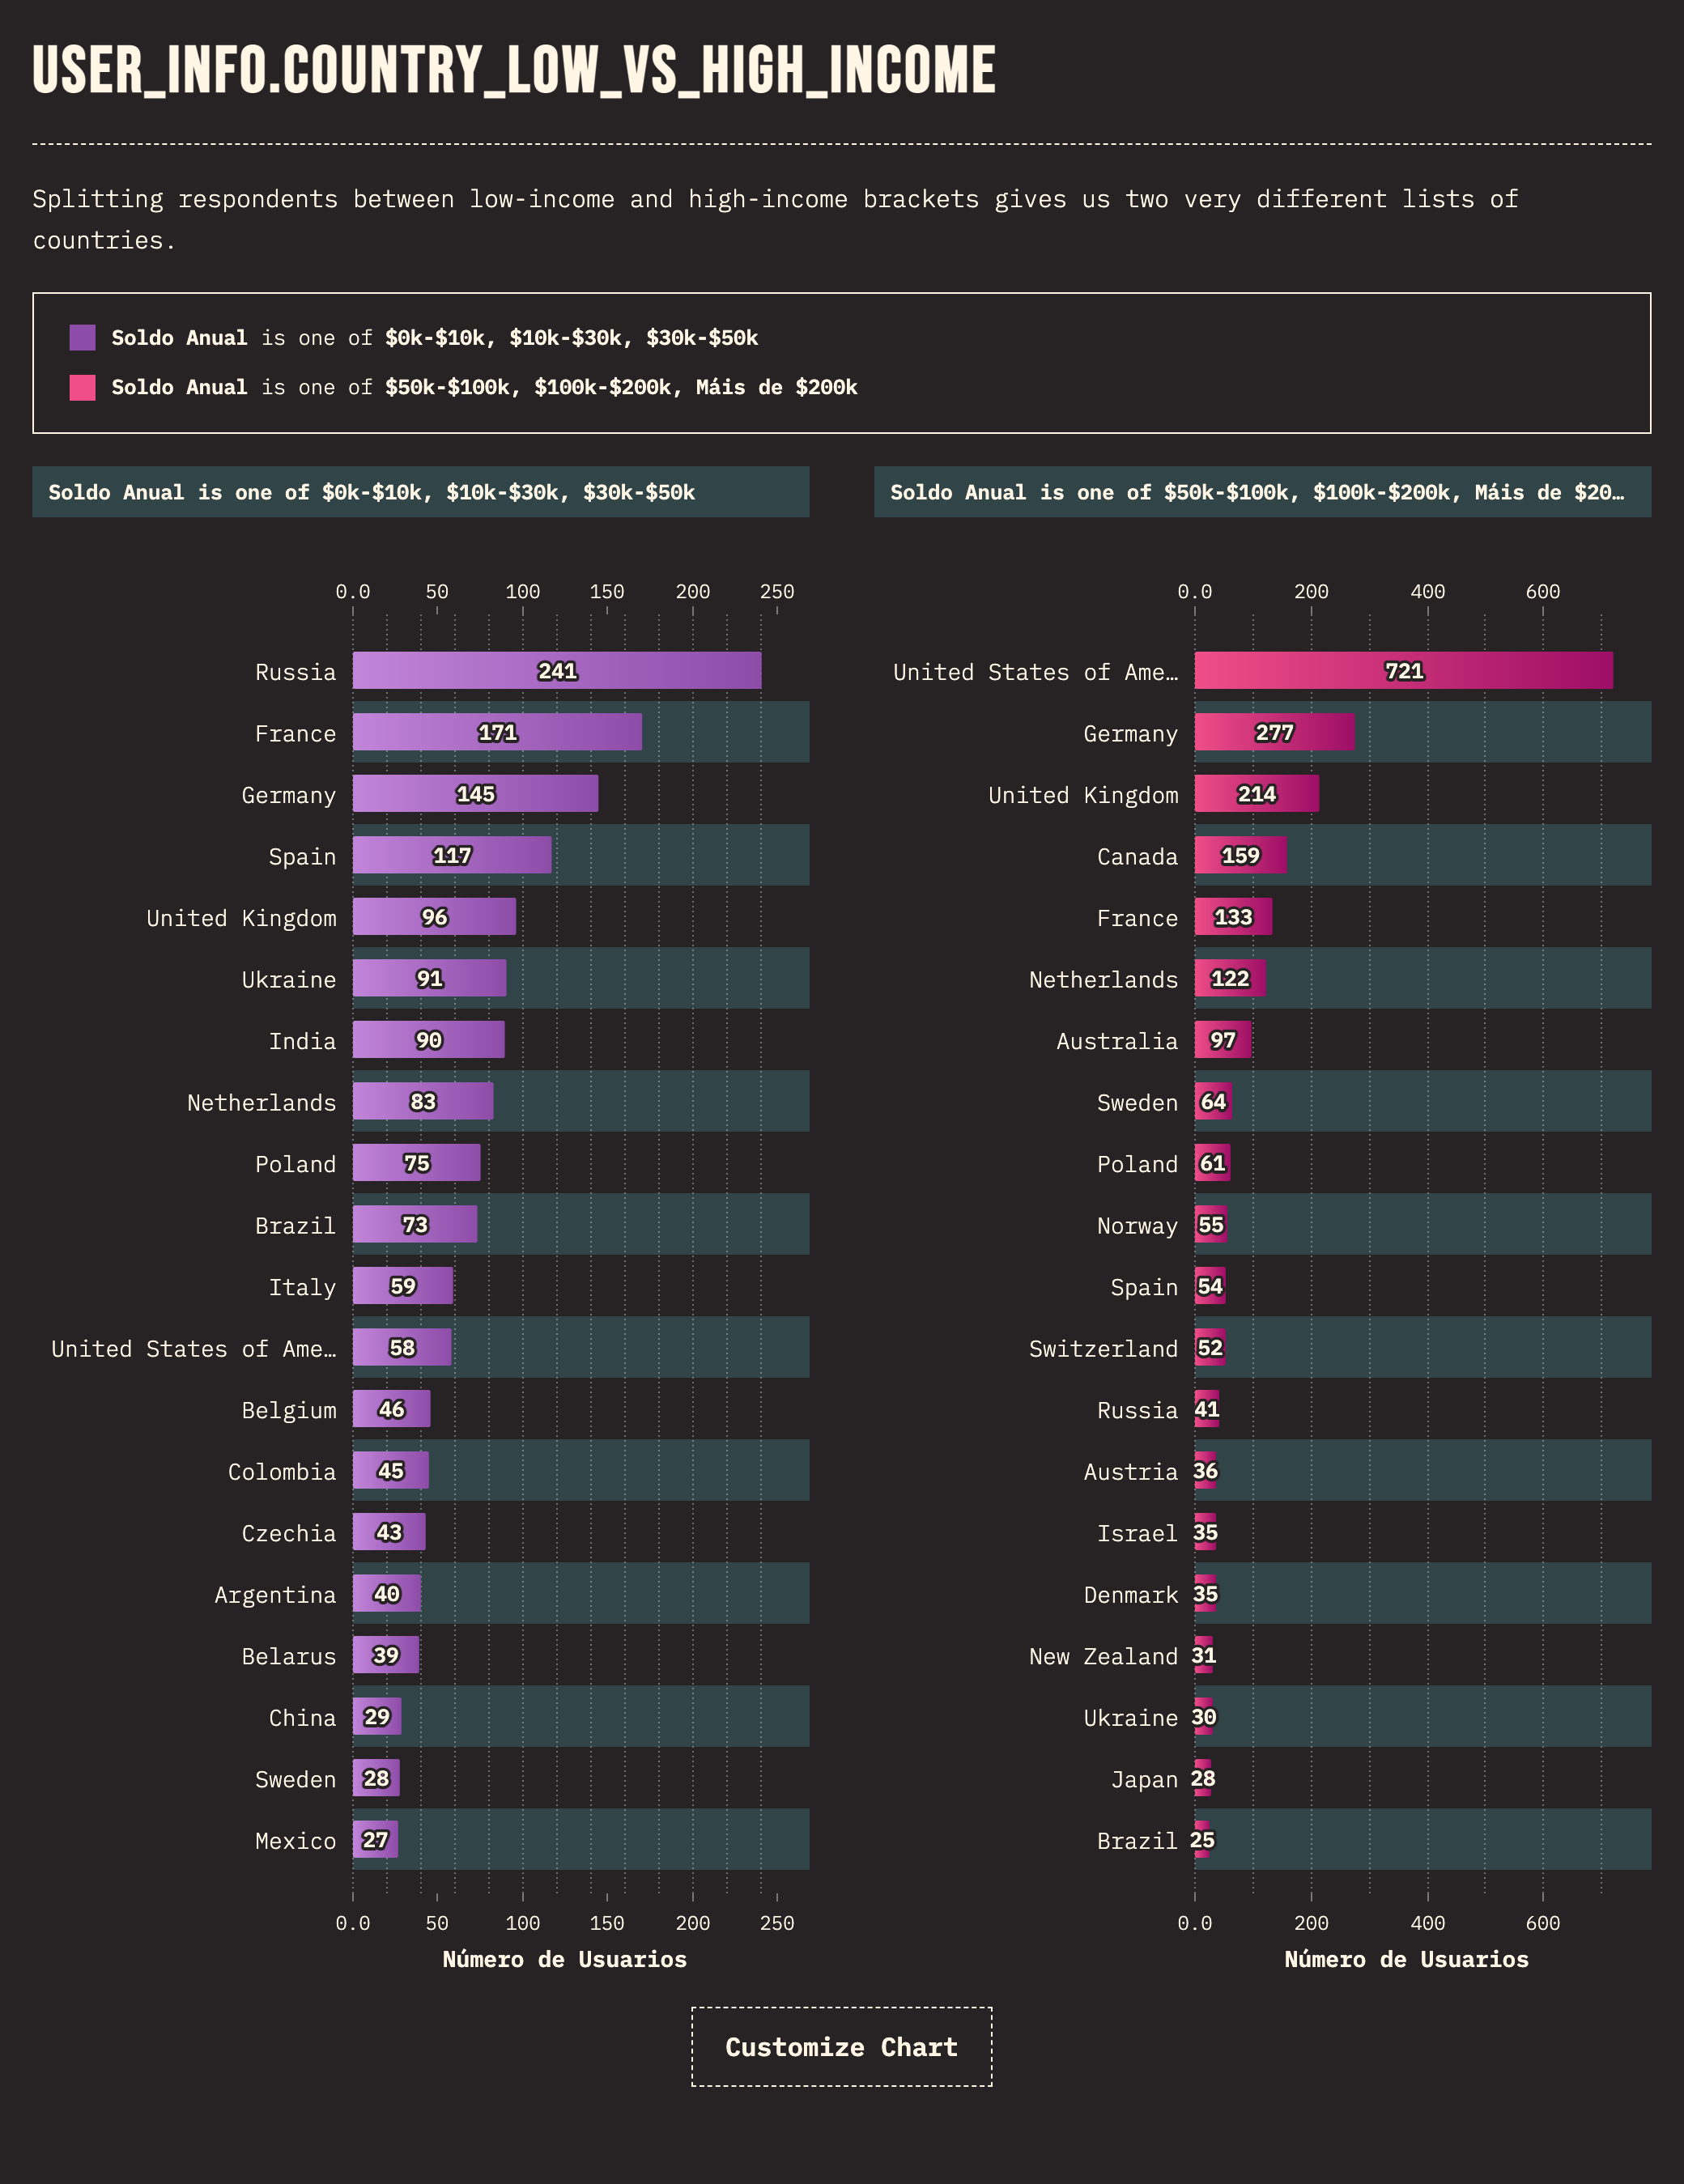 USER_INFO.COUNTRY_LOW_VS_HIGH_INCOME
Splitting respondents between low-income and high-income brackets gives us two very different lists of
countries.
Soldo Anual is one of $0k-$10k, $10k-$30k, $30k-$50k
Soldo Anual is one of $50k-$100k, $100k-$200k, Máis de $200k
Soldo Anual is one of $0k-$10k, $10k-$30k, $30k-$50k
0.0 50 100 150 200 250
Russia 241
France 171
Germany 145
Spain 117
United Kingdom 96
Ukraine 91
India 90
Netherlands 83
Poland 75
Brazil 73
Italy 59
United States of Ame… 58
Belgium 46
Colombia 45
Czechia 43
Argentina 40
Belarus 39
China 29
Sweden 28
Mexico 27
0.0 50 100 150 200 250
Número de Usuarios
Soldo Anual is one of $50k-$100k, $100k-$200k, Máis de $20…
0.0 200 400 600
United States of Ame… 721
Germany 277
United Kingdom 214
Canada 159
France 133
Netherlands 122
Australia 97
Sweden 64
Poland 61
Norway 55
Spain 54
Switzerland 52
Russia 41
Austria 36
Israel 35
Denmark 35
New Zealand 31
Ukraine 30
Japan 28
Brazil 25
0.0 200 400 600
Número de Usuarios
Customize Chart